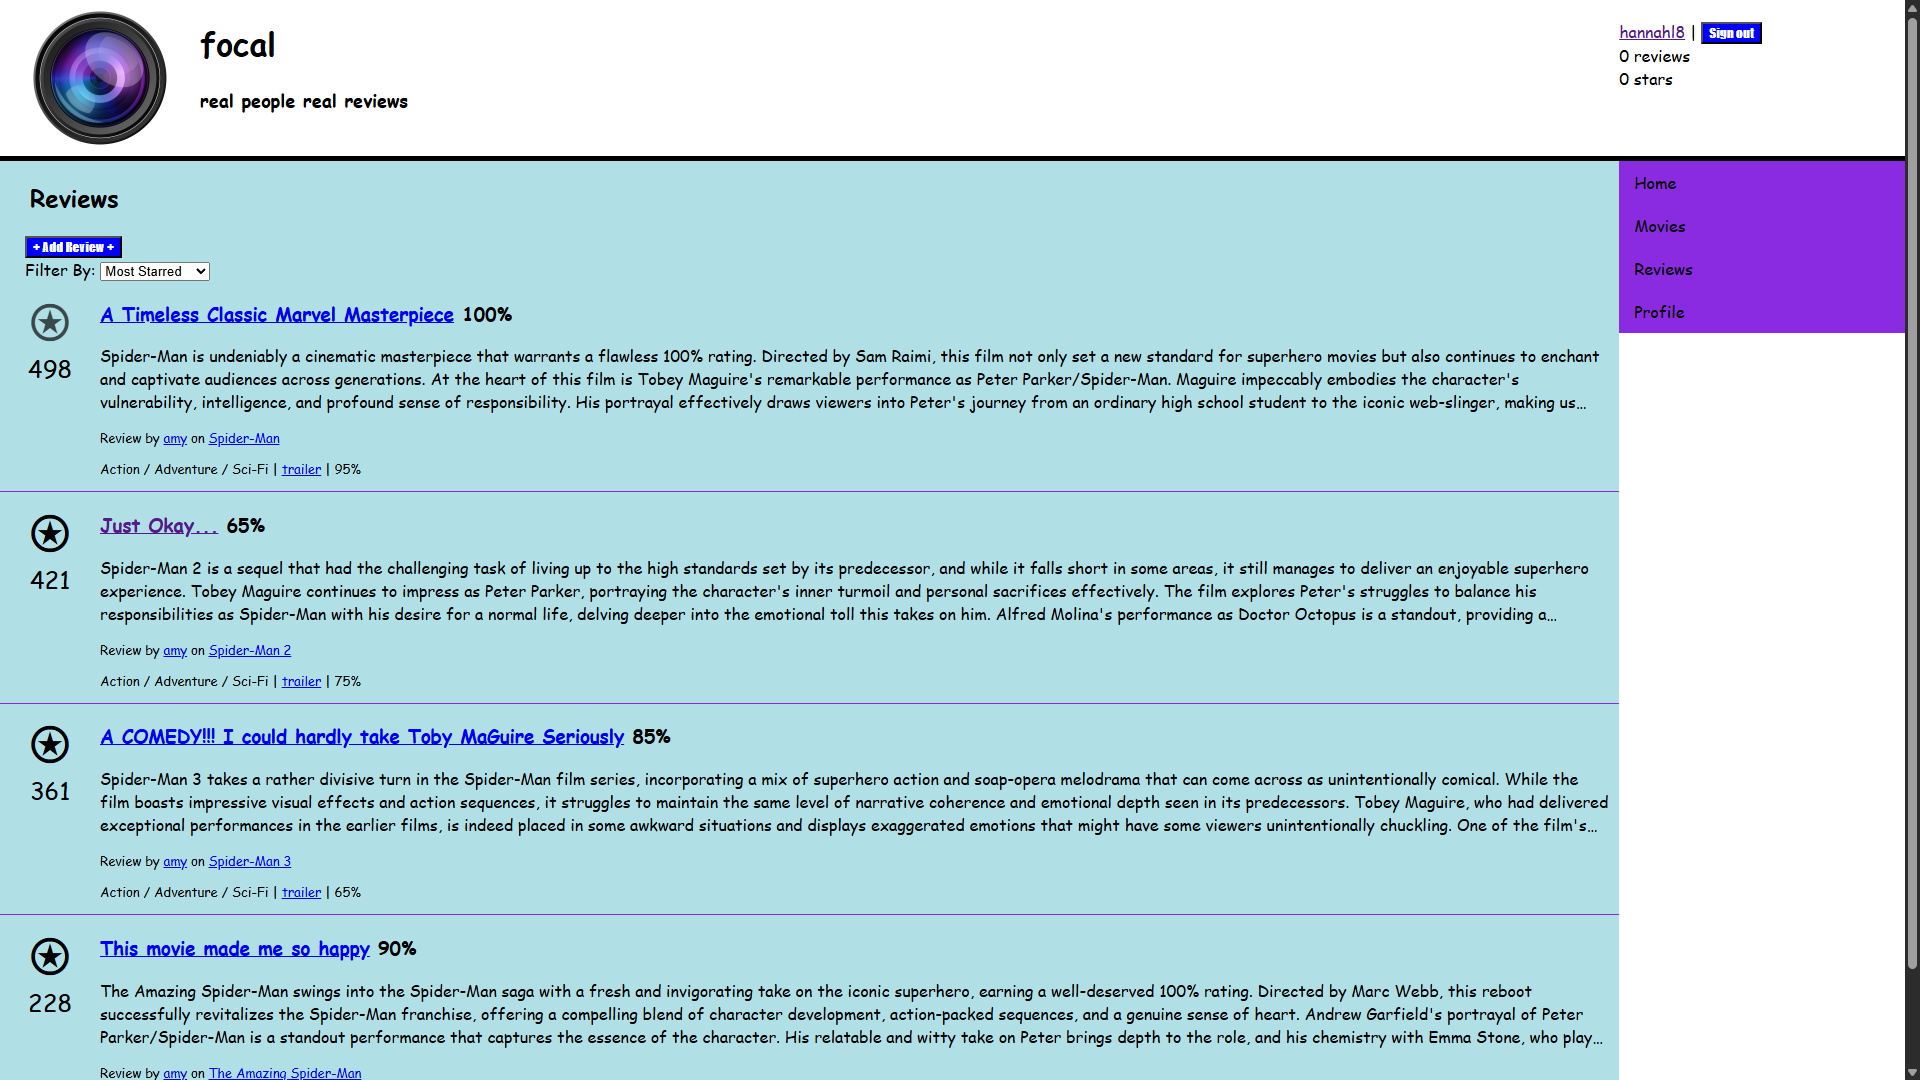 focal
real people real reviews
hannahl8 | Sign out
0 reviews
0 stars
Home
Movies
Reviews
Profile
Reviews
+ Add Review +
Filter By: Most Starred
A Timeless Classic Marvel Masterpiece 100%
498
Spider-Man is undeniably a cinematic masterpiece that warrants a flawless 100% rating. Directed by Sam Raimi, this film not only set a new standard for superhero movies but also continues to enchant
and captivate audiences across generations. At the heart of this film is Tobey Maguire's remarkable performance as Peter Parker/Spider-Man. Maguire impeccably embodies the character's
vulnerability, intelligence, and profound sense of responsibility. His portrayal effectively draws viewers into Peter's journey from an ordinary high school student to the iconic web-slinger, making us...
Review by amy on Spider-Man
Action / Adventure / Sci-Fi | trailer | 95%
Just Okay... 65%
421
Spider-Man 2 is a sequel that had the challenging task of living up to the high standards set by its predecessor, and while it falls short in some areas, it still manages to deliver an enjoyable superhero
experience. Tobey Maguire continues to impress as Peter Parker, portraying the character's inner turmoil and personal sacrifices effectively. The film explores Peter's struggles to balance his
responsibilities as Spider-Man with his desire for a normal life, delving deeper into the emotional toll this takes on him. Alfred Molina's performance as Doctor Octopus is a standout, providing a...
Review by amy on Spider-Man 2
Action / Adventure / Sci-Fi | trailer | 75%
A COMEDY!!! I could hardly take Toby MaGuire Seriously 85%
361
Spider-Man 3 takes a rather divisive turn in the Spider-Man film series, incorporating a mix of superhero action and soap-opera melodrama that can come across as unintentionally comical. While the
film boasts impressive visual effects and action sequences, it struggles to maintain the same level of narrative coherence and emotional depth seen in its predecessors. Tobey Maguire, who had delivered
exceptional performances in the earlier films, is indeed placed in some awkward situations and displays exaggerated emotions that might have some viewers unintentionally chuckling. One of the film's...
Review by amy on Spider-Man 3
Action / Adventure / Sci-Fi | trailer | 65%
This movie made me so happy 90%
228
The Amazing Spider-Man swings into the Spider-Man saga with a fresh and invigorating take on the iconic superhero, earning a well-deserved 100% rating. Directed by Marc Webb, this reboot
successfully revitalizes the Spider-Man franchise, offering a compelling blend of character development, action-packed sequences, and a genuine sense of heart. Andrew Garfield's portrayal of Peter
Parker/Spider-Man is a standout performance that captures the essence of the character. His relatable and witty take on Peter brings depth to the role, and his chemistry with Emma Stone, who play...
Review by amy on The Amazing Spider-Man